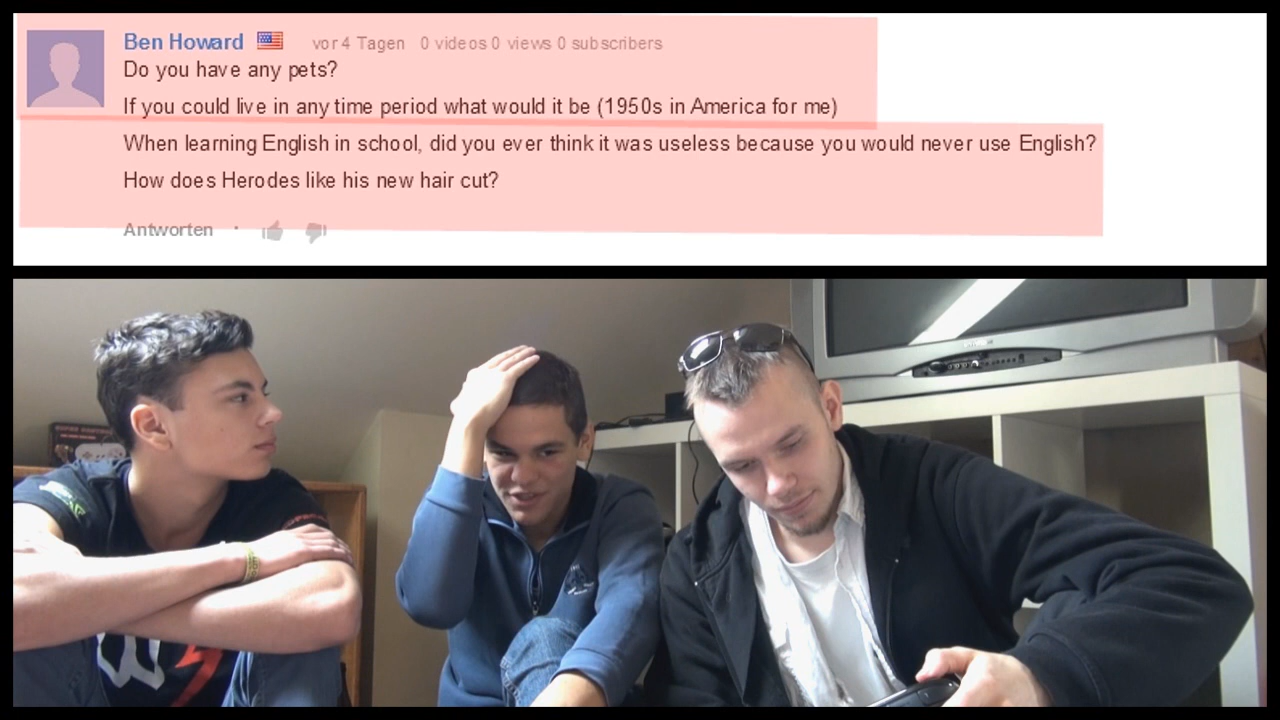 Ben Howard vor 4 Tagen 0 videos 0 views 0 subscribers
Do you have any pets?
If you could live in any time period what would it be (1950s in America for me)
When learning English in school, did you ever think it was useless because you would never use English?
How does Herodes like his new hair cut?
Antworten ·